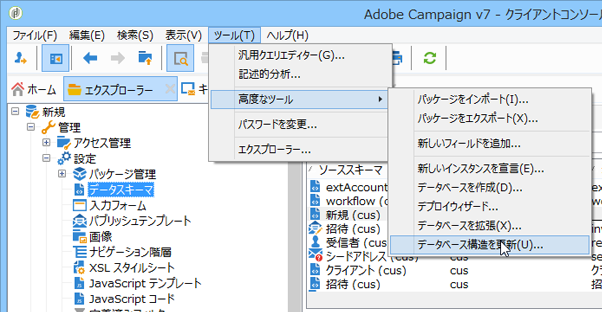 Adobe Campaign v7 - クライアントコンソール
ファイル(F) 編集(E) 検索(S) 表示(V) ツール(T) ヘルプ(H)
汎用クエリエディター(G)...
記述的分析...
高度なツール
パスワードを変更...
エクスプローラー...
パッケージをインポート(I)...
パッケージをエクスポート(X)...
新しいフィールドを追加...
新しいインスタンスを宣言(E)...
データベースを作成(D)...
デプロイウィザード...
データベースを拡張(X)...
データベース構造を更新(U)...
ホーム エクスプローラー キ
新規
管理
アクセス管理
設定
パッケージ管理
データスキーマ
入力フォーム
パブリッシュテンプレート
画像
ナビゲーション階層
XSL スタイルシート
JavaScript テンプレート
JavaScript コード
ソーススキー
extAccount
workflow (c
新規 (cus)
招待 (cus)
受信者 (cus)
シードアドレス (cus) cus
クライアント (cus) cus
招待 (cus) cus